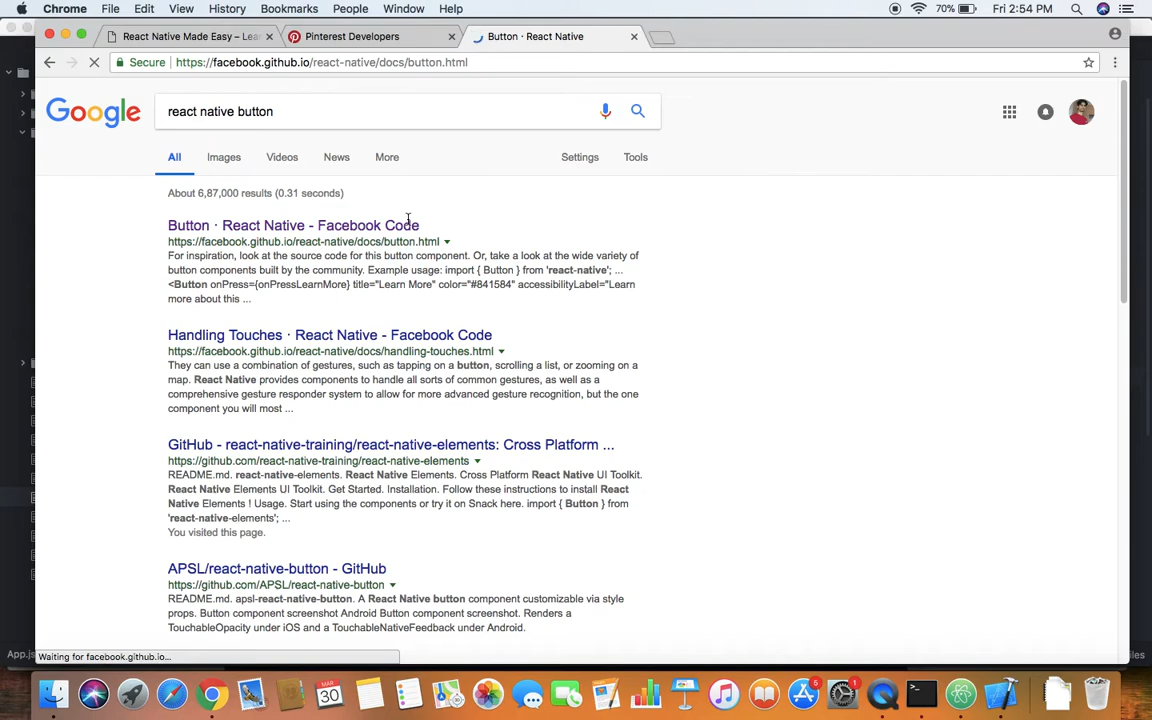 Chrome File Edit View History Bookmarks People Window Help 70% Fri 2:54 PM
React Native Made Easy – Lea
Pinterest Developers
Button · React Native
Secure https://facebook.github.io/react-native/docs/button.html
Google
react native button
All Images Videos News More Settings Tools
About 6,87,000 results (0.31 seconds)
Button · React Native - Facebook Code
https://facebook.github.io/react-native/docs/button.html
For inspiration, look at the source code for this button component. Or, take a look at the wide variety of
button components built by the community. Example usage: import { Button } from 'react-native'; ...
<Button onPress={onPressLearnMore} title="Learn More" color="#841584" accessibilityLabel="Learn
more about this ...
Handling Touches · React Native - Facebook Code
https://facebook.github.io/react-native/docs/handling-touches.html
They can use a combination of gestures, such as tapping on a button, scrolling a list, or zooming on a
map. React Native provides components to handle all sorts of common gestures, as well as a
comprehensive gesture responder system to allow for more advanced gesture recognition, but the one
component you will most ...
GitHub - react-native-training/react-native-elements: Cross Platform ...
https://github.com/react-native-training/react-native-elements
README.md. react-native-elements. React Native Elements. Cross Platform React Native UI Toolkit.
React Native Elements UI Toolkit. Get Started. Installation. Follow these instructions to install React
Native Elements ! Usage. Start using the components or try it on Snack here. import { Button } from
'react-native-elements'; ...
You visited this page.
APSL/react-native-button - GitHub
https://github.com/APSL/react-native-button
README.md. apsl-react-native-button. A React Native button component customizable via style
props. Button component screenshot Android Button component screenshot. Renders a
TouchableOpacity under iOS and a TouchableNativeFeedback under Android.
App.js
Waiting for facebook.github.io...
iles
MAR
30
5
1